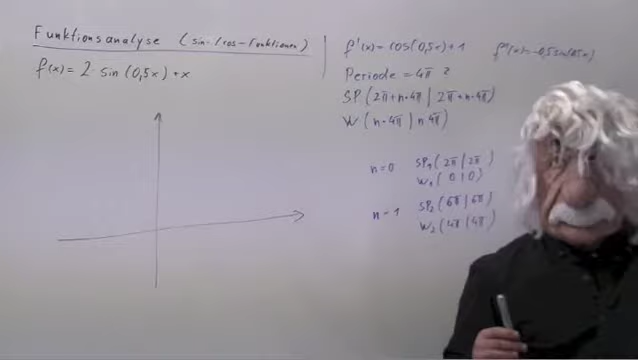 Funktionsanalyse (sin-/cos-Funktionen)
f(x) = 2 · sin (0,5x) + x
f'(x) = cos(0,5x) + 1
f''(x) = -0,5 sin(0,5x)
Periode = 4π ?
SP (2π + n·4π | 2π + n·4π)
W (n·4π | n·4π)
n=0 SP₁ (2π | 2π)
W₁ (0 | 0)
n=1 SP₂ (6π | 6π)
W₂ (4π | 4π)